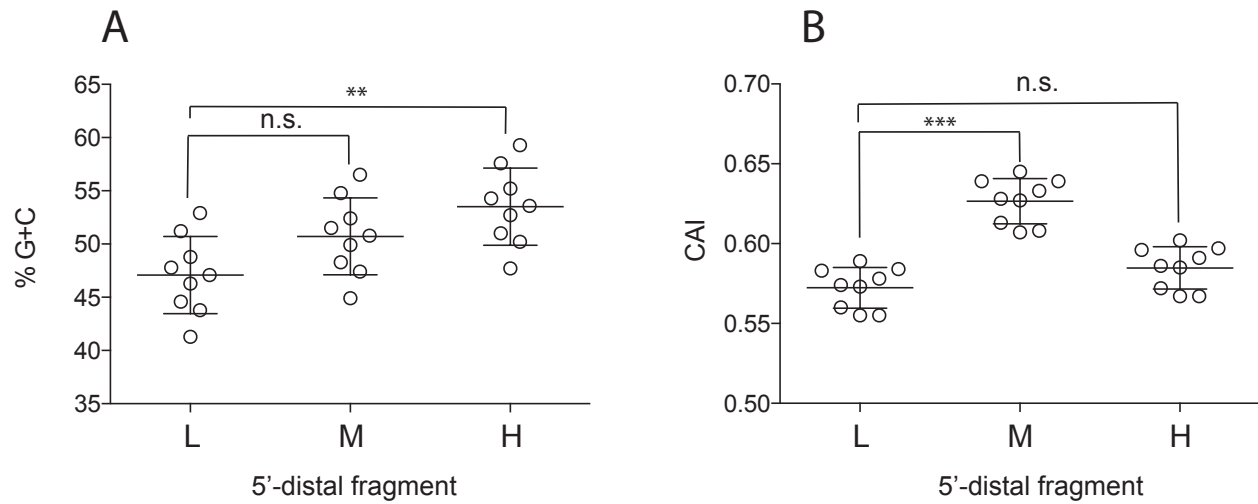 A
% G+C
65
60
55
50
45
40
35
**
n.s.
L M H
5’-distal fragment
B
CAI
0.70
0.65
0.60
0.55
0.50
n.s.
***
L M H
5’-distal fragment